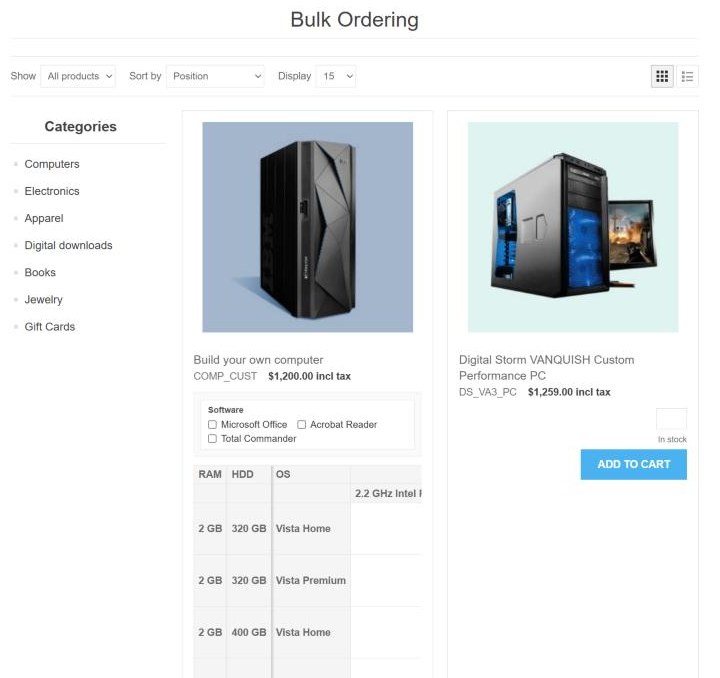 Bulk Ordering
Show All products Sort by Position Display 15
Categories
Computers
Electronics
Apparel
Digital downloads
Books
Jewelry
Gift Cards
Build your own computer
COMP_CUST $1,200.00 incl tax
Software
Microsoft Office Acrobat Reader
Total Commander
RAM HDD OS
2.2 GHz Intel
2 GB 320 GB Vista Home
2 GB 320 GB Vista Premium
2 GB 400 GB Vista Home
Digital Storm VANQUISH Custom
Performance PC
DS_VA3_PC $1,259.00 incl tax
In stock
ADD TO CART